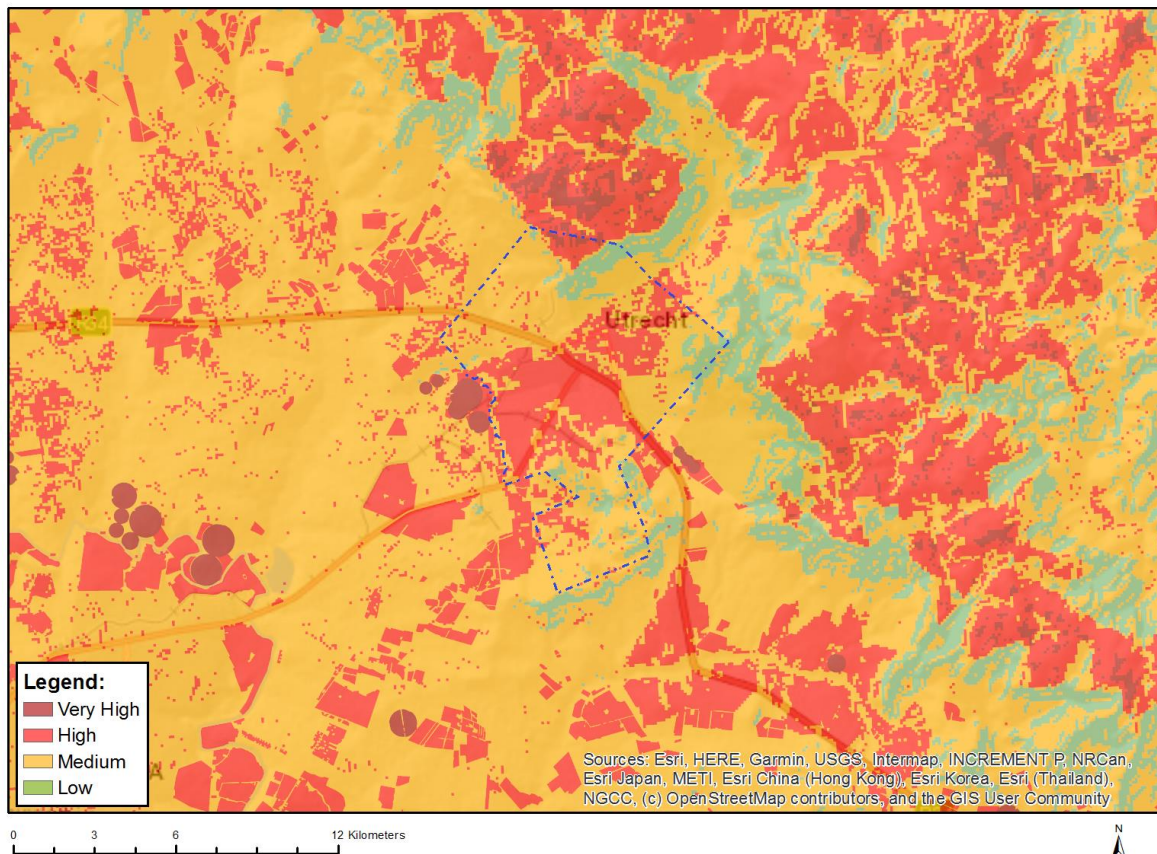 Utrecht
Legend:
Very High
High
Medium
Low
Sources: Esri, HERE, Garmin, USGS, Intermap, INCREMENT P, NRCan,
Esri Japan, METI, Esri China (Hong Kong), Esri Korea, Esri (Thailand),
NGCC, (c) OpenStreetMap contributors, and the GIS User Community
0 3 6 12 Kilometers
N